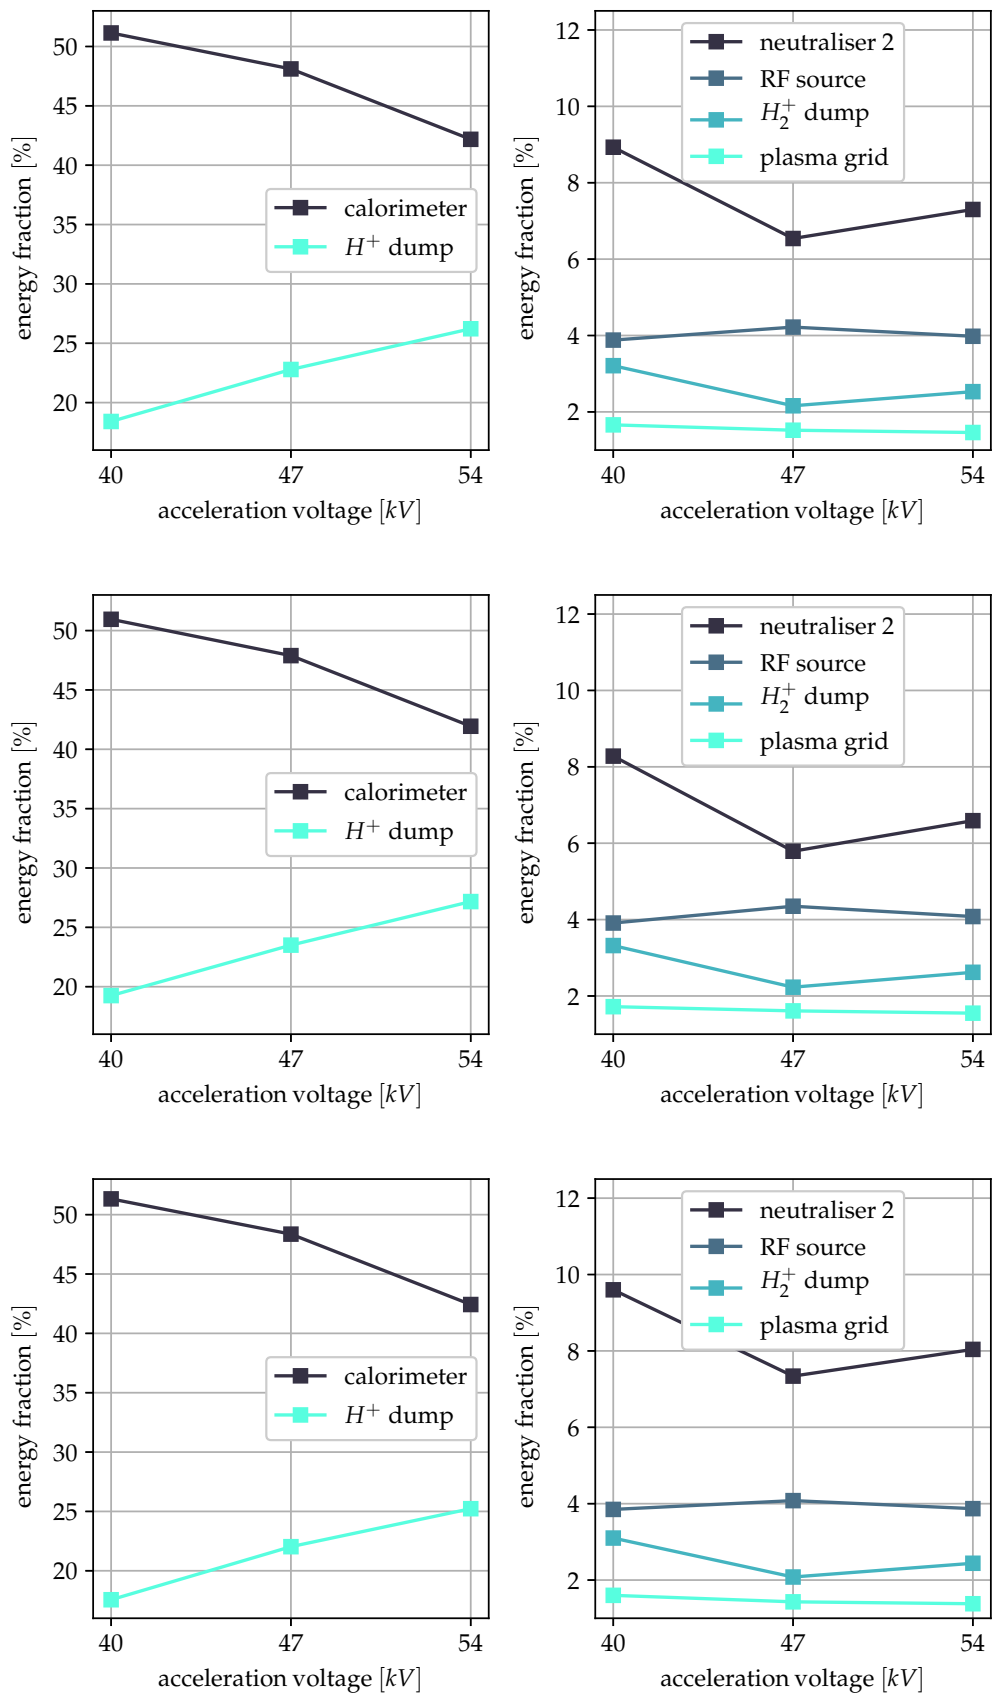 50
45
40
35
30
25
20
energy fraction [%]
calorimeter
H⁺ dump
40 47 54
acceleration voltage [kV]
12
10
8
6
4
2
energy fraction [%]
neutraliser 2
RF source
H₂⁺ dump
plasma grid
40 47 54
acceleration voltage [kV]
50
45
40
35
30
25
20
energy fraction [%]
calorimeter
H⁺ dump
40 47 54
acceleration voltage [kV]
12
10
8
6
4
2
energy fraction [%]
neutraliser 2
RF source
H₂⁺ dump
plasma grid
40 47 54
acceleration voltage [kV]
50
45
40
35
30
25
20
energy fraction [%]
calorimeter
H⁺ dump
40 47 54
acceleration voltage [kV]
12
10
8
6
4
2
energy fraction [%]
neutraliser 2
RF source
H₂⁺ dump
plasma grid
40 47 54
acceleration voltage [kV]